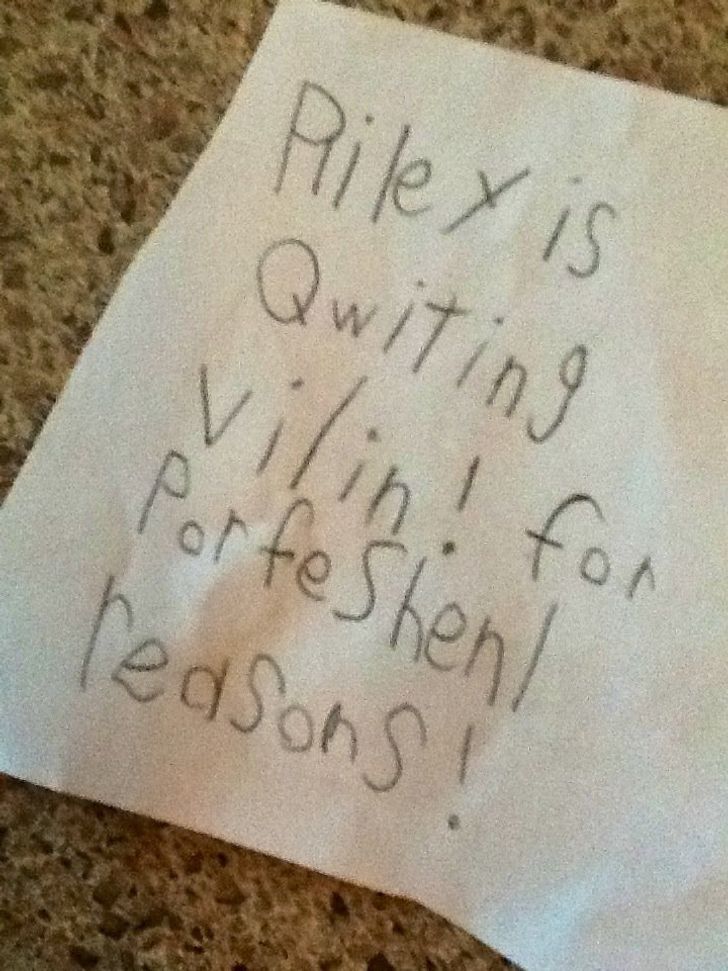 Riley is
Qwiting
Vilin! for
Porfeshenl
reasons!